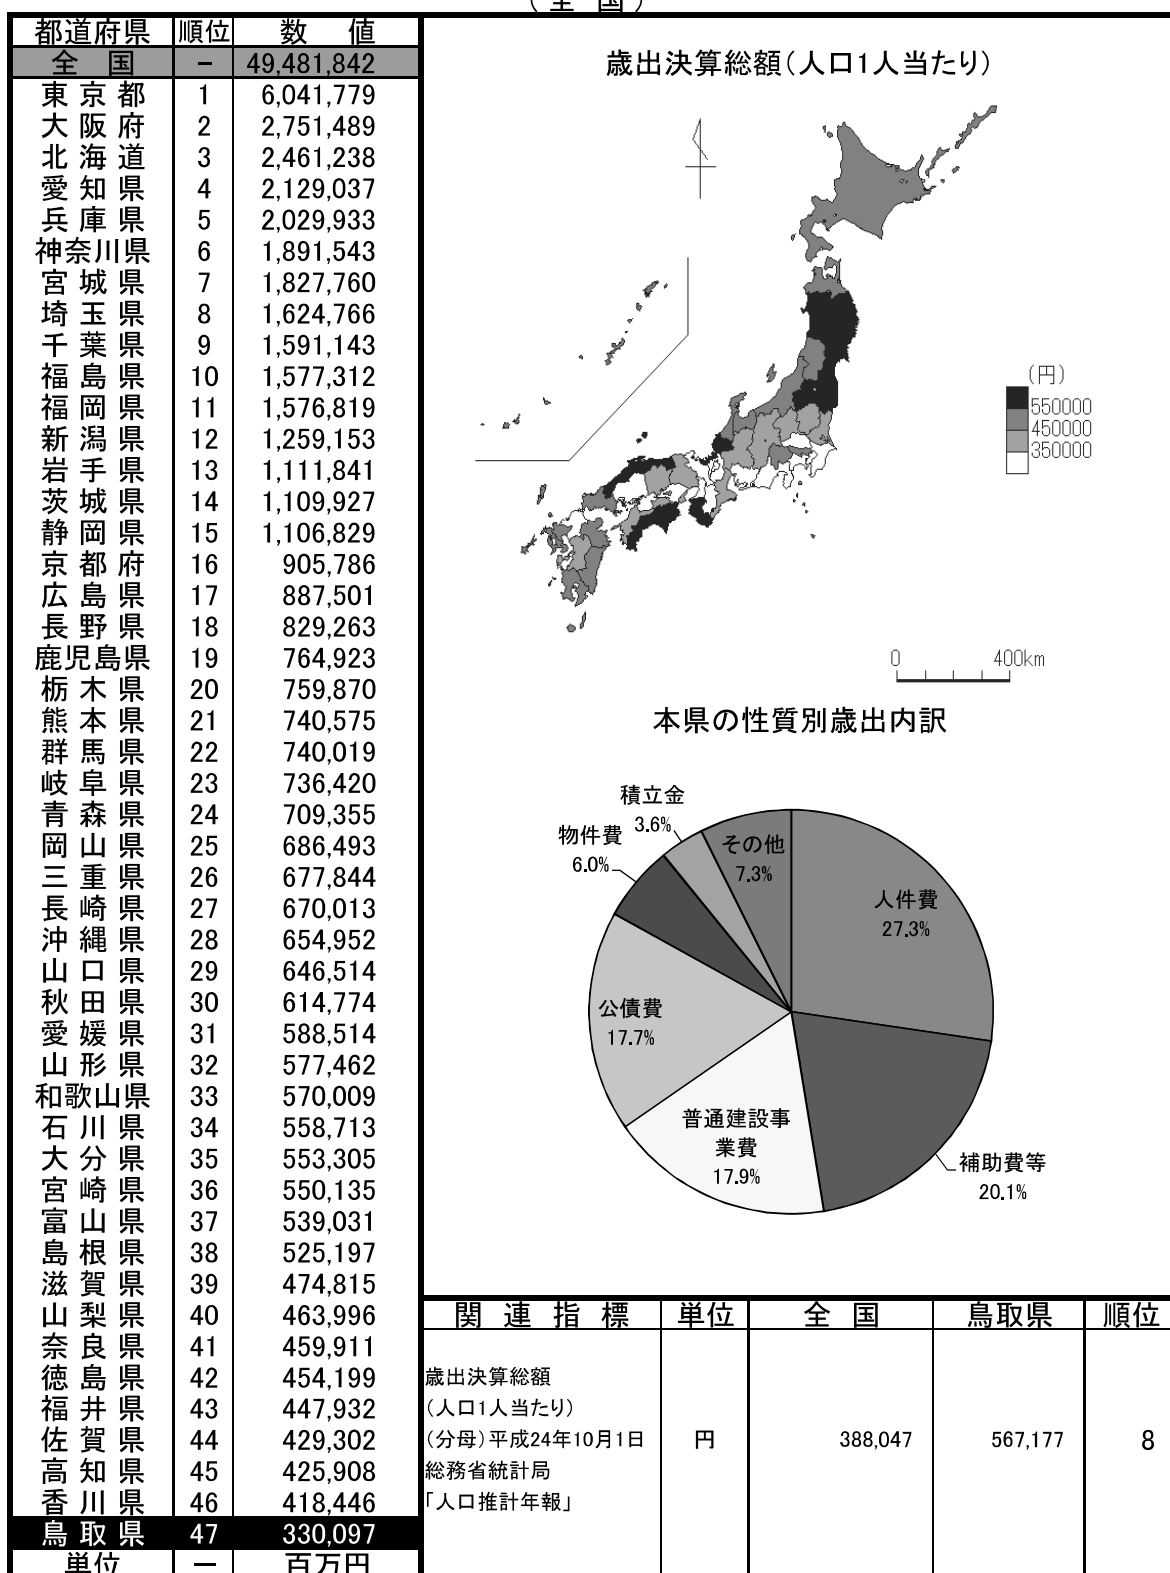 (全 国)
都道府県 順位 数 値
全 国 － 49,481,842
東京都 1 6,041,779
大阪府 2 2,751,489
北海道 3 2,461,238
愛知県 4 2,129,037
兵庫県 5 2,029,933
神奈川県 6 1,891,543
宮城県 7 1,827,760
埼玉県 8 1,624,766
千葉県 9 1,591,143
福島県 10 1,577,312
福岡県 11 1,576,819
新潟県 12 1,259,153
岩手県 13 1,111,841
茨城県 14 1,109,927
静岡県 15 1,106,829
京都府 16 905,786
広島県 17 887,501
長野県 18 829,263
鹿児島県 19 764,923
栃木県 20 759,870
熊本県 21 740,575
群馬県 22 740,019
岐阜県 23 736,420
青森県 24 709,355
岡山県 25 686,493
三重県 26 677,844
長崎県 27 670,013
沖縄県 28 654,952
山口県 29 646,514
秋田県 30 614,774
愛媛県 31 588,514
山形県 32 577,462
和歌山県 33 570,009
石川県 34 558,713
大分県 35 553,305
宮崎県 36 550,135
富山県 37 539,031
島根県 38 525,197
滋賀県 39 474,815
山梨県 40 463,996
奈良県 41 459,911
徳島県 42 454,199
福井県 43 447,932
佐賀県 44 429,302
高知県 45 425,908
香川県 46 418,446
鳥取県 47 330,097
単位 － 百万円
歳出決算総額(人口1人当たり)
(円)
550000
450000
350000
0 400km
本県の性質別歳出内訳
人件費
27.3%
補助費等
20.1%
普通建設事
業費
17.9%
公債費
17.7%
物件費
6.0%
積立金
3.6%
その他
7.3%
関連指標 単位 全 国 鳥取県 順位
歳出決算総額
(人口1人当たり)
(分母)平成24年10月1日 円 388,047 567,177 8
総務省統計局
「人口推計年報」